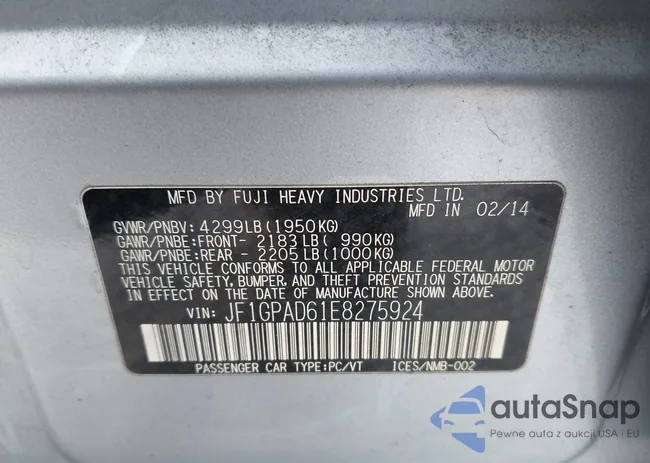 MFD BY FUJI HEAVY INDUSTRIES LTD.
MFD IN 02/14
GVWR/PNBV: 4299LB(1950KG)
GAWR/PNBE: FRONT- 2183LB( 990KG)
GAWR/PNBE: REAR - 2205LB(1000KG)
THIS VEHICLE CONFORMS TO ALL APPLICABLE FEDERAL MOTOR
VEHICLE SAFETY, BUMPER, AND THEFT PREVENTION STANDARDS
IN EFFECT ON THE DATE OF MANUFACTURE SHOWN ABOVE.
VIN: JF1GPAD61E8275924
PASSENGER CAR TYPE:PC/VT ICES/NMB-002
autoSnap
Pewne auta z aukcji USA i EU